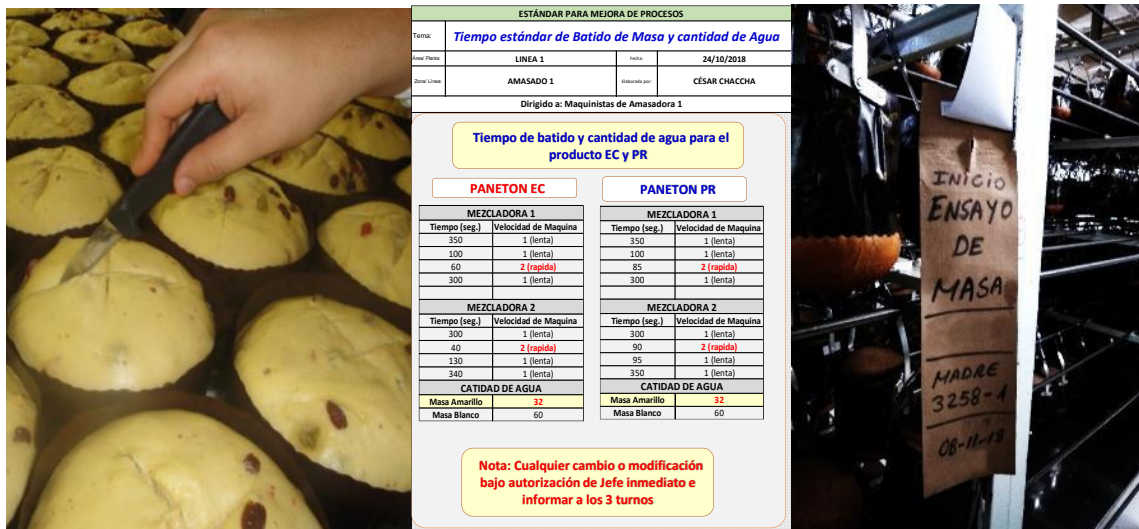 ESTÁNDAR PARA MEJORA DE PROCESOS
Tema: Tiempo estándar de Batido de Masa y cantidad de Agua
Área/ Planta: LINEA 1 Fecha: 24/10/2018
Zona/ Línea: AMASADO 1 Elaborado por: CÉSAR CHACCHA
Dirigido a: Maquinistas de Amasadora 1
Tiempo de batido y cantidad de agua para el
producto EC y PR
PANETON EC
MEZCLADORA 1
Tiempo (seg.) Velocidad de Maquina
350 1 (lenta)
100 1 (lenta)
60 2 (rapida)
300 1 (lenta)
MEZCLADORA 2
Tiempo (seg.) Velocidad de Maquina
300 1 (lenta)
40 2 (rapida)
130 1 (lenta)
340 1 (lenta)
CATIDAD DE AGUA
Masa Amarillo 32
Masa Blanco 60
PANETON PR
MEZCLADORA 1
Tiempo (seg.) Velocidad de Maquina
350 1 (lenta)
100 1 (lenta)
85 2 (rapida)
300 1 (lenta)
MEZCLADORA 2
Tiempo (seg.) Velocidad de Maquina
300 1 (lenta)
90 2 (rapida)
95 1 (lenta)
350 1 (lenta)
CATIDAD DE AGUA
Masa Amarillo 32
Masa Blanco 60
Nota: Cualquier cambio o modificación
bajo autorización de Jefe inmediato e
informar a los 3 turnos
INICIO
ENSAYO
DE
MASA
MADRE
3258-1
08-11-18